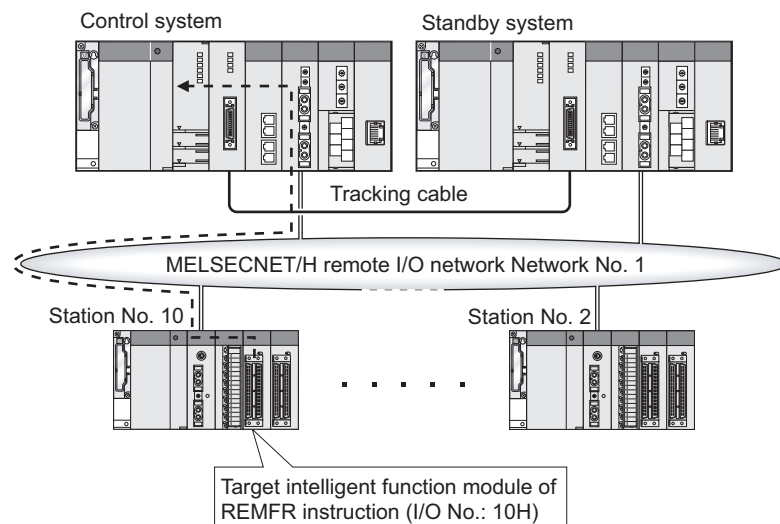 Control system
Standby system
Tracking cable
MELSECNET/H remote I/O network Network No. 1
Station No. 10
Station No. 2
Target intelligent function module of
REMFR instruction (I/O No.: 10H)